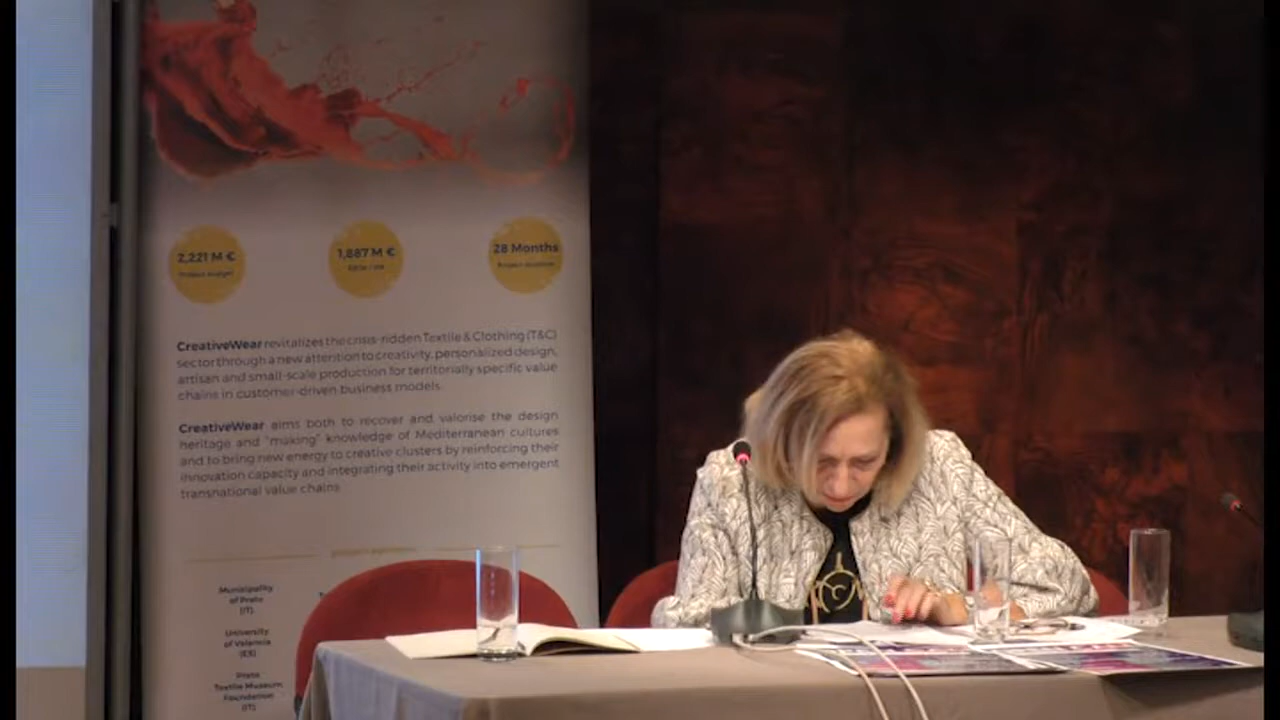 2,221 M €
Project budget
1,887 M €
28 Months
Project duration
CreativeWear revitalizes the crisis-ridden Textile & Clothing (T&C)
sector through a new attention to creativity, personalized design,
artisan and small-scale production for territorially specific value
chains in customer-driven business models.
CreativeWear aims both to recover and valorise the design
heritage and "making" knowledge of Mediterranean cultures
and to bring new energy to creative clusters by reinforcing their
innovation capacity and integrating their activity into emergent
transnational value chains
Municipality
of Prato
(IT)
University
of Valencia
(ES)
Prato
Textile Museum
Foundation
(IT)